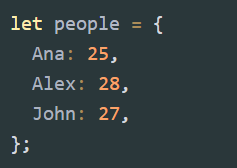 let people = {
  Ana: 25,
  Alex: 28,
  John: 27,
};